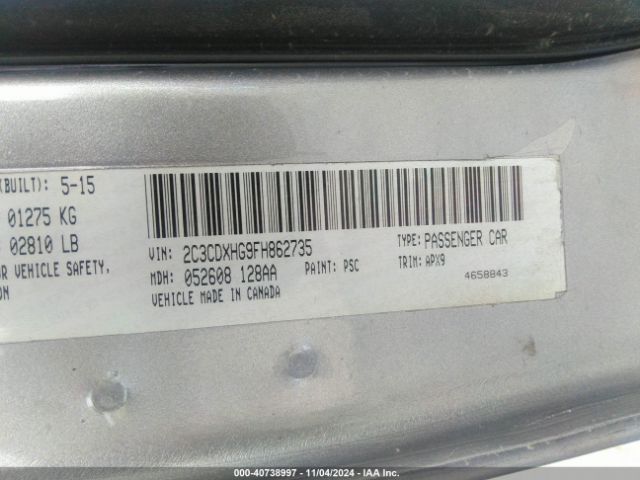 (BUILT): 5-15
01275 KG
02810 LB
OR VEHICLE SAFETY,
ON
VIN: 2C3CDXHG9FH862735
TYPE: PASSENGER CAR
MDH: 052608 128AA
PAINT: PSC
TRIM: APX9
VEHICLE MADE IN CANADA
4658843
000-40738997 - 11/04/2024 - IAA Inc.